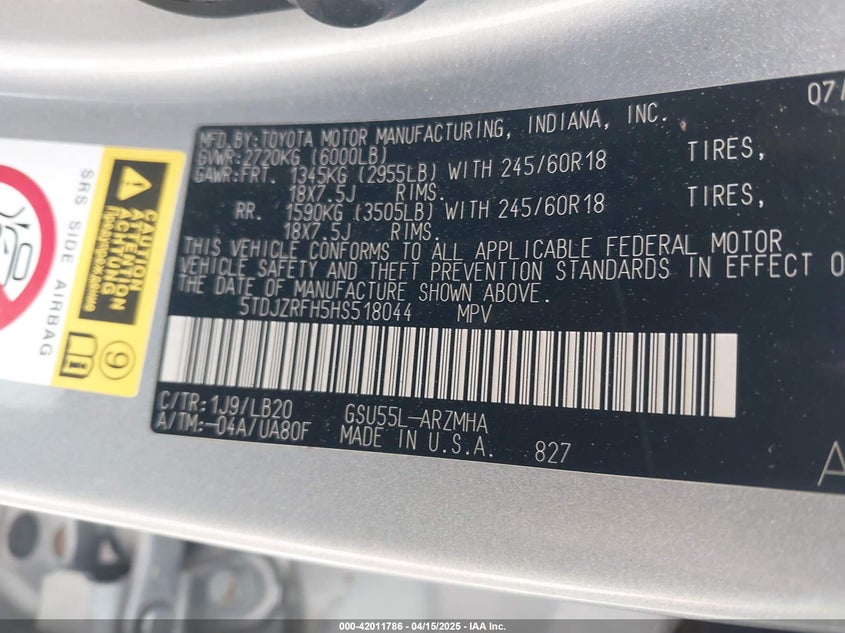 07/
MFD.BY:TOYOTA MOTOR MANUFACTURING, INDIANA, INC.
GVWR:2720KG (6000LB)
GAWR:FRT. 1345KG (2955LB) WITH 245/60R18 TIRES,
18X7.5J RIMS.
RR. 1590KG (3505LB) WITH 245/60R18 TIRES,
18X7.5J RIMS.
THIS VEHICLE CONFORMS TO ALL APPLICABLE FEDERAL MOTOR
VEHICLE SAFETY AND THEFT PREVENTION STANDARDS IN EFFECT O
THE DATE OF MANUFACTURE SHOWN ABOVE.
5TDJZRFH5HS518044 MPV
C/TR:1J9/LB20 GSU55L-ARZMHA
A/TM:-04A/UA80F MADE IN U.S.A. 827
A
SRS SIDE AIRBAG
CAUTION
ATTENTION
ACHTUNG
9
000-42011786 - 04/15/2025 - IAA Inc.